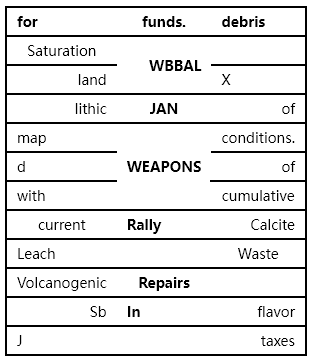 for funds. debris
Saturation WBBAL
land X
lithic JAN of
map conditions.
d WEAPONS of
with cumulative
current Rally Calcite
Leach Waste
Volcanogenic Repairs
Sb In flavor
J taxes